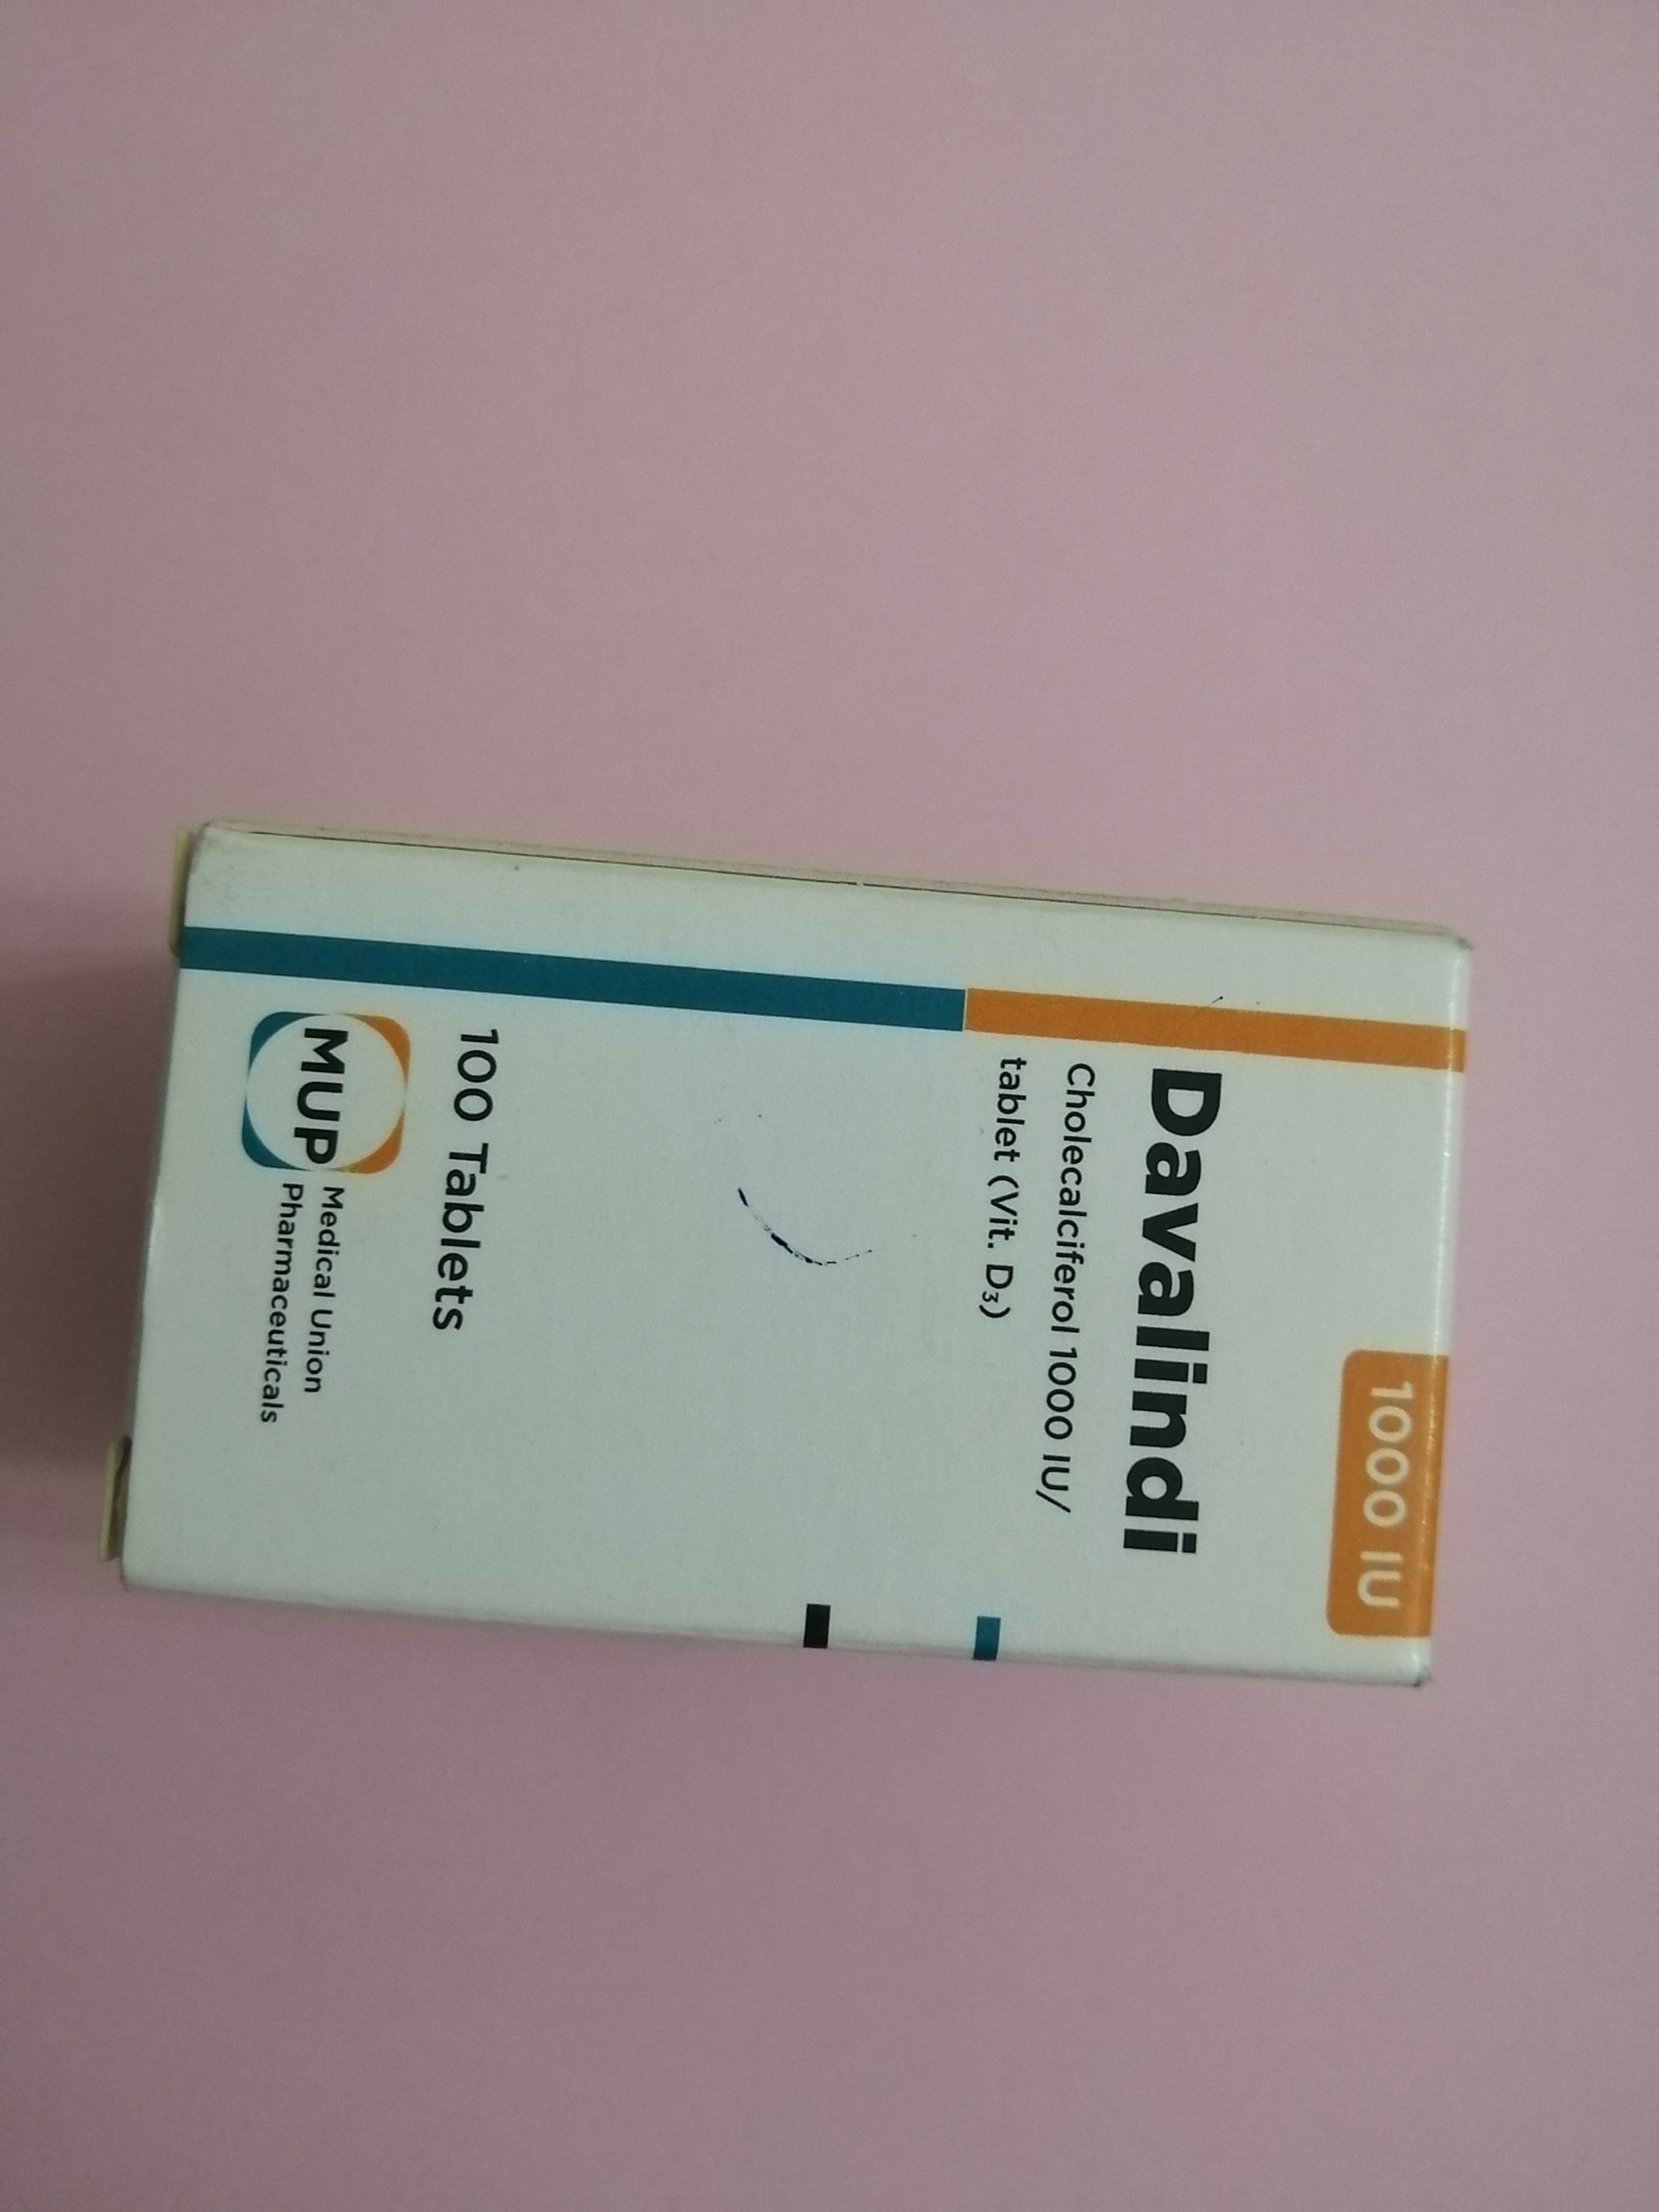 1000 IU
Davalindi
Cholecalciferol 1000 IU/
tablet (Vit. D₃)
100 Tablets
MUP
Medical Union
Pharmaceuticals